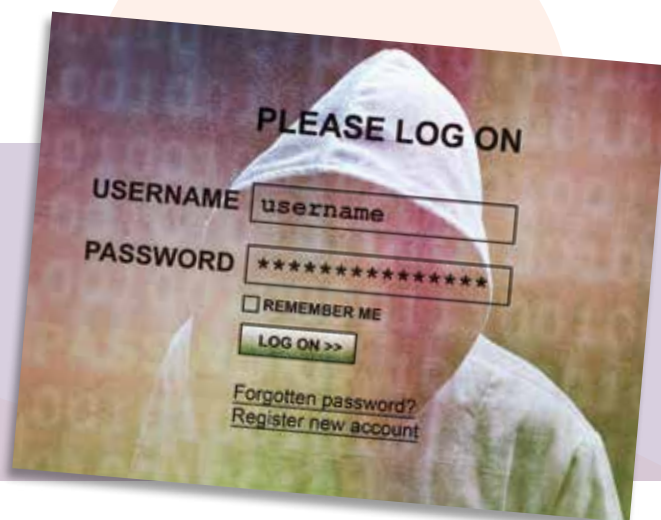 PLEASE LOG ON
USERNAME username
PASSWORD ***************
REMEMBER ME
LOG ON >>
Forgotten password?
Register new account